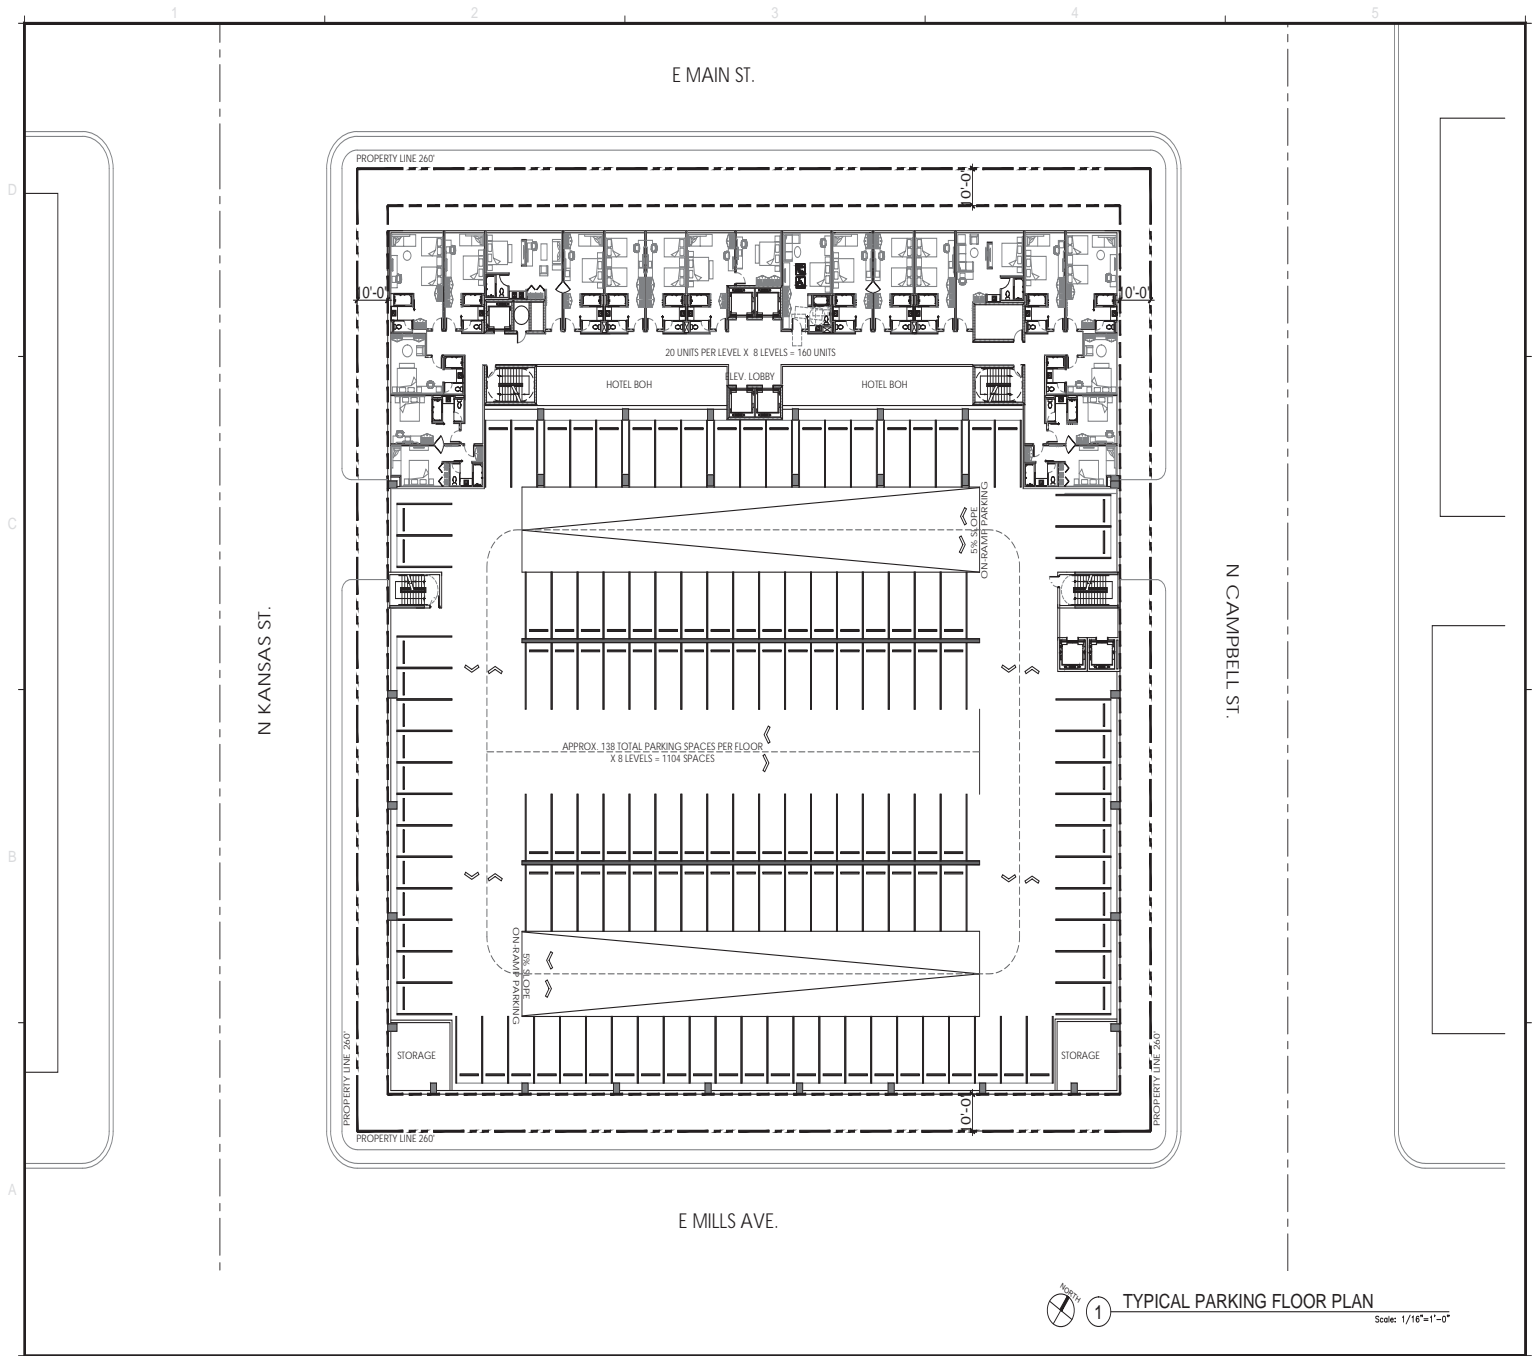 1 2 3 4 5
E MAIN ST.
PROPERTY LINE 260'
D
10'-0"
10'-0"
10'-0"
20 UNITS PER LEVEL X 8 LEVELS = 160 UNITS
ELEV. LOBBY
HOTEL BOH
HOTEL BOH
C
5% SLOPE
ON-RAMP PARKING
N KANSAS ST.
N CAMPBELL ST.
APPROX. 138 TOTAL PARKING SPACES PER FLOOR
X 8 LEVELS = 1104 SPACES
B
ON-RAMP PARKING
5% SLOPE
STORAGE
STORAGE
PROPERTY LINE 260'
PROPERTY LINE 260'
10'-0"
PROPERTY LINE 260'
A
E MILLS AVE.
NORTH
1
TYPICAL PARKING FLOOR PLAN
Scale: 1/16"=1'-0"